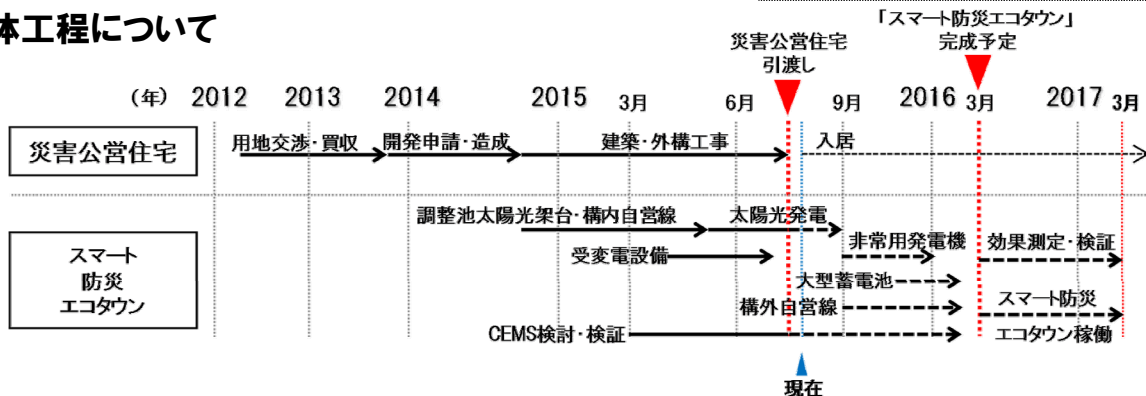 体工程について
「スマート防災エコタウン」
完成予定
災害公営住宅
引渡し
(年) 2012 2013 2014 2015 3月 6月 9月 2016 3月 2017 3月
災害公営住宅
用地交渉・買収 開発申請・造成 建築・外構工事 入居
スマート
防災
エコタウン
調整池太陽光架台・構内自営線 太陽光発電
受変電設備 非常用発電機 効果測定・検証
大型蓄電池
構外自営線 スマート防災
CEMS検討・検証 エコタウン稼働
現在